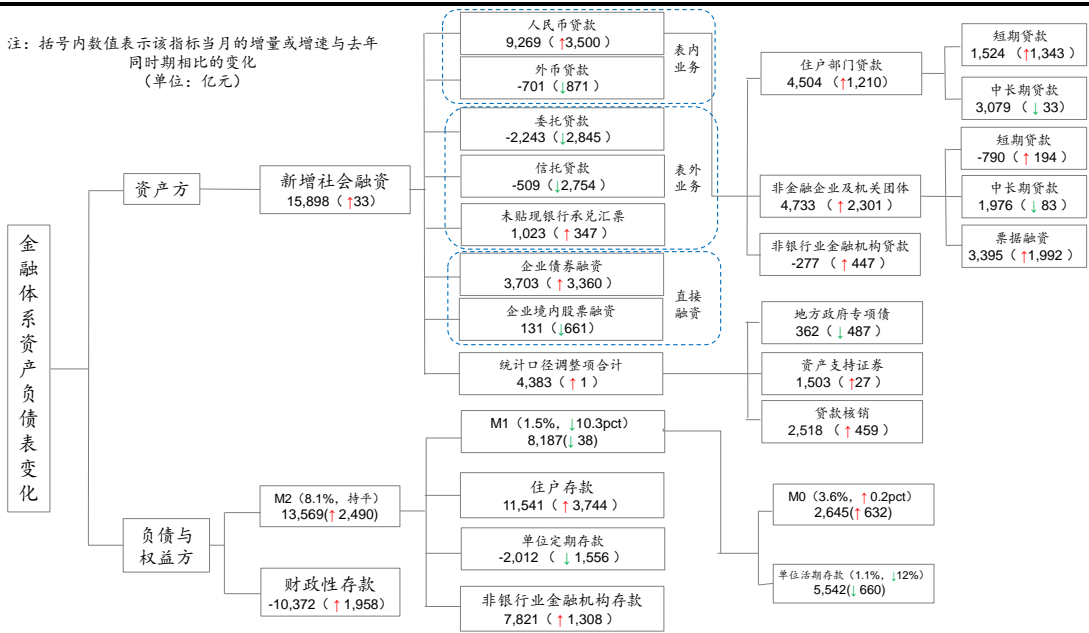 注：括号内数值表示该指标当月的增量或增速与去年
同时期相比的变化
（单位：亿元）
金融体系资产负债表变化
资产方
新增社会融资
15,898（↑33）
人民币贷款
9,269（↑3,500）
外币贷款
-701（↓871）
表内
业务
委托贷款
-2,243（↓2,845）
信托贷款
-509（↓2,754）
未贴现银行承兑汇票
1,023（↑347）
表外
业务
企业债券融资
3,703（↑3,360）
企业境内股票融资
131（↓661）
直接
融资
统计口径调整项合计
4,383（↑1）
住户部门贷款
4,504（↑1,210）
短期贷款
1,524（↑1,343）
中长期贷款
3,079（↓33）
非金融企业及机关团体
4,733（↑2,301）
短期贷款
-790（↑194）
中长期贷款
1,976（↓83）
票据融资
3,395（↑1,992）
非银行业金融机构贷款
-277（↑447）
地方政府专项债
362（↓487）
资产支持证券
1,503（↑27）
贷款核销
2,518（↑459）
负债与
权益方
M2（8.1%，持平）
13,569(↑2,490)
财政性存款
-10,372（↑1,958）
M1（1.5%，↓10.3pct）
8,187(↓38)
住户存款
11,541（↑3,744）
单位定期存款
-2,012（↓1,556）
非银行业金融机构存款
7,821（↑1,308）
M0（3.6%，↑0.2pct）
2,645(↑632)
单位活期存款（1.1%，↓12%）
5,542(↓660)